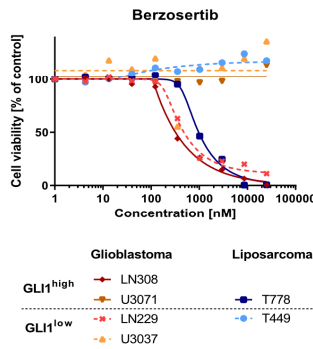 Berzosertib
Cell viability [% of control]
100
50
0
1 10 100 1000 10000 100000
Concentration [nM]
Glioblastoma Liposarcoma
GLI1high
LN308
U3071 T778
LN229 T449
GLI1low
U3037